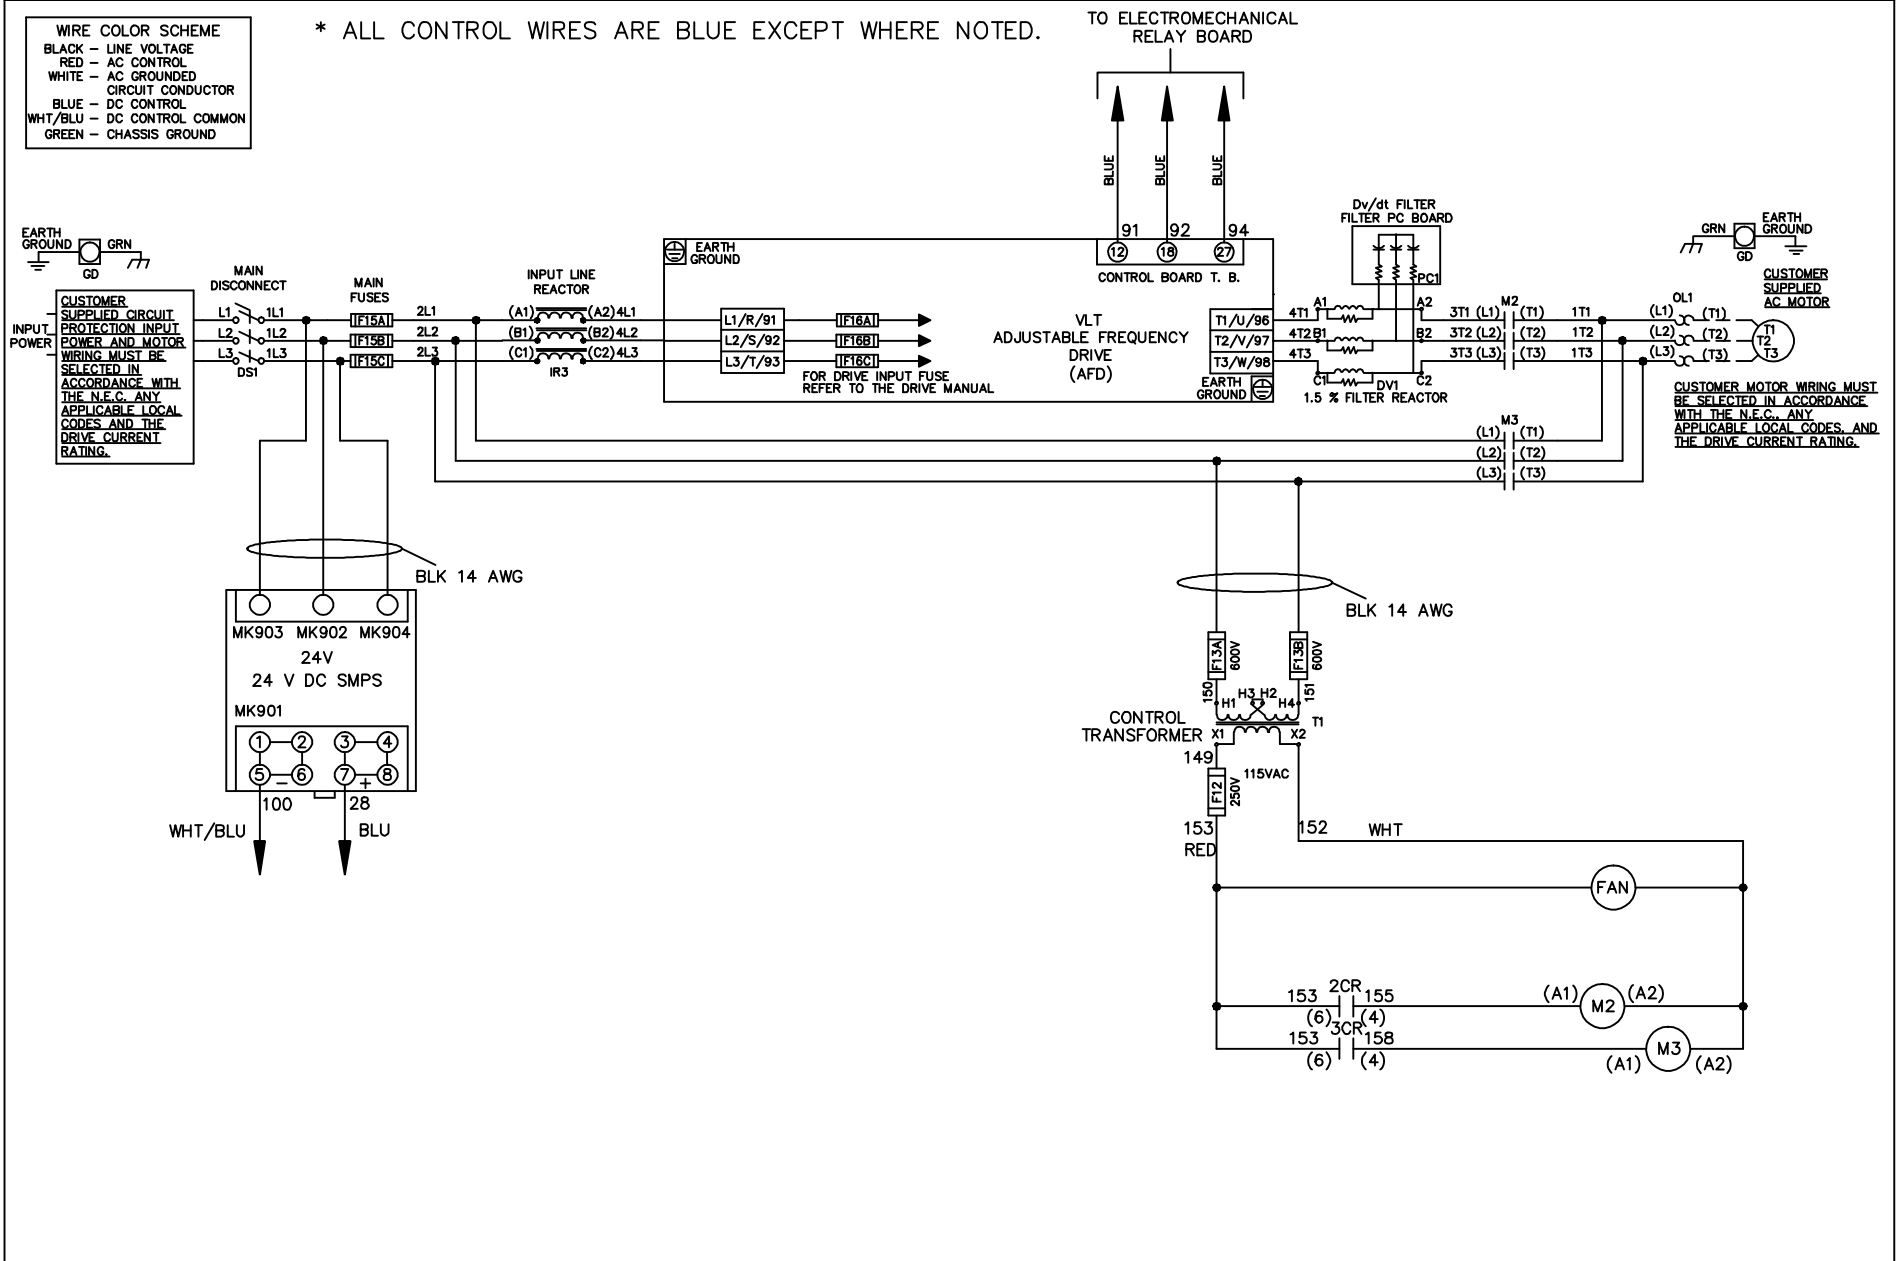 WIRE COLOR SCHEME
BLACK – LINE VOLTAGE
RED – AC CONTROL
WHITE – AC GROUNDED
CIRCUIT CONDUCTOR
BLUE – DC CONTROL
WHT/BLU – DC CONTROL COMMON
GREEN – CHASSIS GROUND
* ALL CONTROL WIRES ARE BLUE EXCEPT WHERE NOTED.
TO ELECTROMECHANICAL
RELAY BOARD
BLUE
BLUE
BLUE
91 92 94
12 18 27
CONTROL BOARD T. B.
EARTH
GROUND
GRN
GD
INPUT
POWER
CUSTOMER
SUPPLIED CIRCUIT
PROTECTION INPUT
POWER AND MOTOR
WIRING MUST BE
SELECTED IN
ACCORDANCE WITH
THE N.E.C. ANY
APPLICABLE LOCAL
CODES AND THE
DRIVE CURRENT
RATING.
MAIN
DISCONNECT
L1 1L1
L2 1L2
L3 1L3
DS1
MAIN
FUSES
F15A
F15B
F15C
2L1
2L2
2L3
INPUT LINE
REACTOR
(A1) (A2) 4L1
(B1) (B2) 4L2
(C1) (C2) 4L3
IR3
EARTH
GROUND
L1/R/91
L2/S/92
L3/T/93
F16A
F16B
F16C
FOR DRIVE INPUT FUSE
REFER TO THE DRIVE MANUAL
VLT
ADJUSTABLE FREQUENCY
DRIVE
(AFD)
T1/U/96
T2/V/97
T3/W/98
EARTH
GROUND
4T1
4T2
4T3
Dv/dt FILTER
FILTER PC BOARD
PC1
A1 A2
B1 B2
C1 C2
DV1
1.5 % FILTER REACTOR
M2
3T1 (L1) (T1) 1T1
3T2 (L2) (T2) 1T2
3T3 (L3) (T3) 1T3
M3
(L1) (T1)
(L2) (T2)
(L3) (T3)
OL1
(L1) (T1)
(L2) (T2)
(L3) (T3)
GRN
GD
EARTH
GROUND
CUSTOMER
SUPPLIED
AC MOTOR
T1
T2
T3
CUSTOMER MOTOR WIRING MUST
BE SELECTED IN ACCORDANCE
WITH THE N.E.C., ANY
APPLICABLE LOCAL CODES, AND
THE DRIVE CURRENT RATING.
BLK 14 AWG
MK903 MK902 MK904
24V
24 V DC SMPS
MK901
1 2 3 4
5 – 6 7 + 8
100 28
WHT/BLU BLU
BLK 14 AWG
F13A 600V
F13B 600V
150 151
H1 H3 H2 H4
T1
CONTROL
TRANSFORMER
X1 X2
149
115VAC
F12 250V
153
RED
152 WHT
FAN
2CR
153 155
(6) (4)
(A1) M2 (A2)
3CR
153 158
(6) (4)
(A1) M3 (A2)